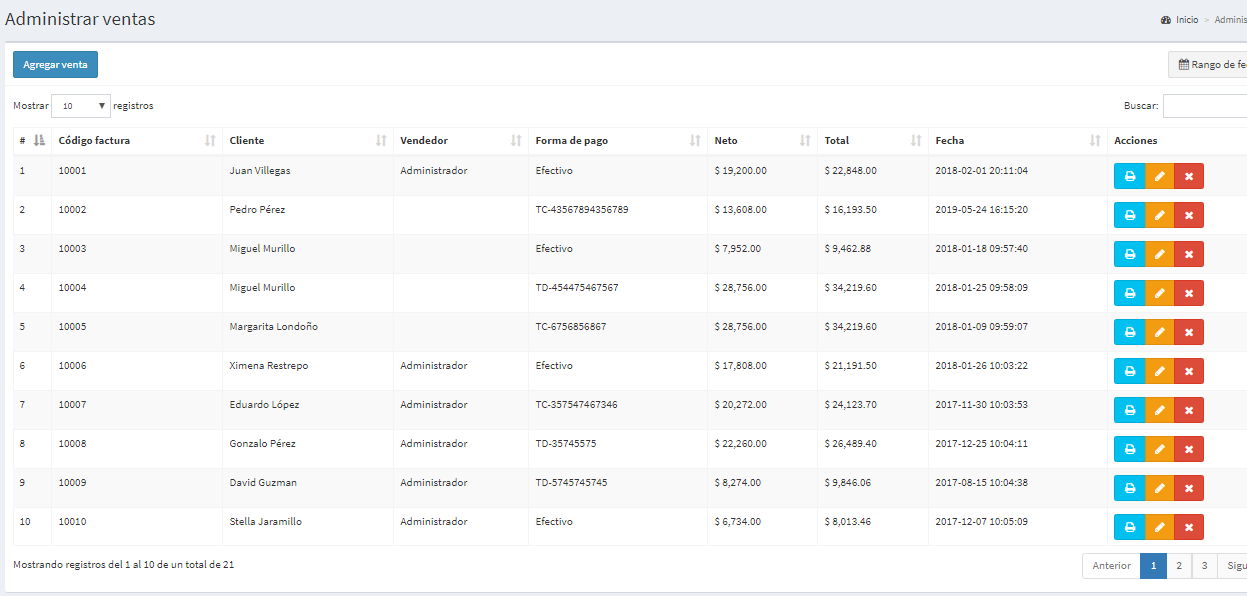 Administrar ventas
Inicio > Adminis
Agregar venta
Rango de fe
Mostrar 10 registros
Buscar:
# Código factura Cliente Vendedor Forma de pago Neto Total Fecha Acciones
1 10001 Juan Villegas Administrador Efectivo $ 19,200.00 $ 22,848.00 2018-02-01 20:11:04
2 10002 Pedro Pérez TC-43567894356789 $ 13,608.00 $ 16,193.50 2019-05-24 16:15:20
3 10003 Miguel Murillo Efectivo $ 7,952.00 $ 9,462.88 2018-01-18 09:57:40
4 10004 Miguel Murillo TD-454475467567 $ 28,756.00 $ 34,219.60 2018-01-25 09:58:09
5 10005 Margarita Londoño TC-6756856867 $ 28,756.00 $ 34,219.60 2018-01-09 09:59:07
6 10006 Ximena Restrepo Administrador Efectivo $ 17,808.00 $ 21,191.50 2018-01-26 10:03:22
7 10007 Eduardo López Administrador TC-357547467346 $ 20,272.00 $ 24,123.70 2017-11-30 10:03:53
8 10008 Gonzalo Pérez Administrador TD-35745575 $ 22,260.00 $ 26,489.40 2017-12-25 10:04:11
9 10009 David Guzman Administrador TD-5745745745 $ 8,274.00 $ 9,846.06 2017-08-15 10:04:38
10 10010 Stella Jaramillo Administrador Efectivo $ 6,734.00 $ 8,013.46 2017-12-07 10:05:09
Mostrando registros del 1 al 10 de un total de 21
Anterior 1 2 3 Sigu